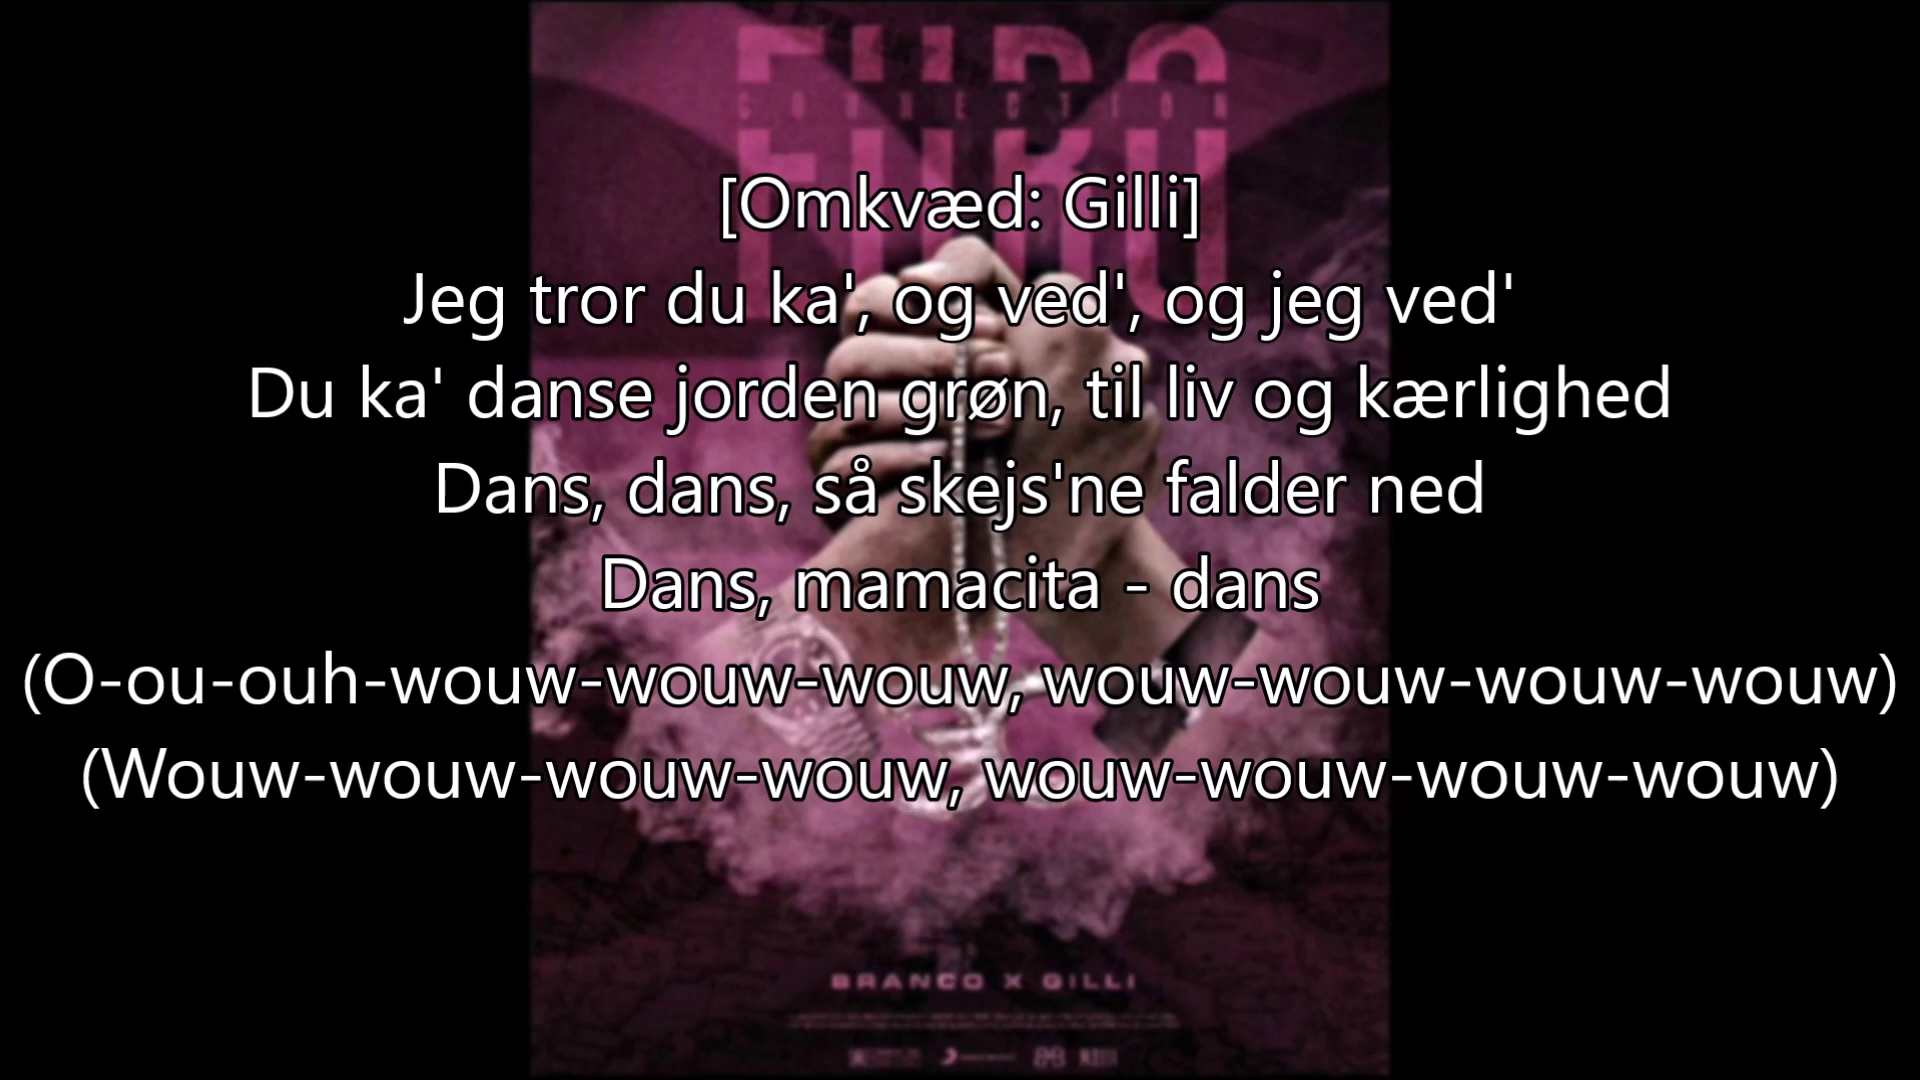 EURO
CONNECTION
EURO
[Omkvæd: Gilli]
Jeg tror du ka', og ved', og jeg ved'
Du ka' danse jorden grøn, til liv og kærlighed
Dans, dans, så skejs'ne falder ned
Dans, mamacita - dans
(O-ou-ouh-wouw-wouw-wouw, wouw-wouw-wouw-wouw)
(Wouw-wouw-wouw-wouw, wouw-wouw-wouw-wouw)
BRANCO X GILLI